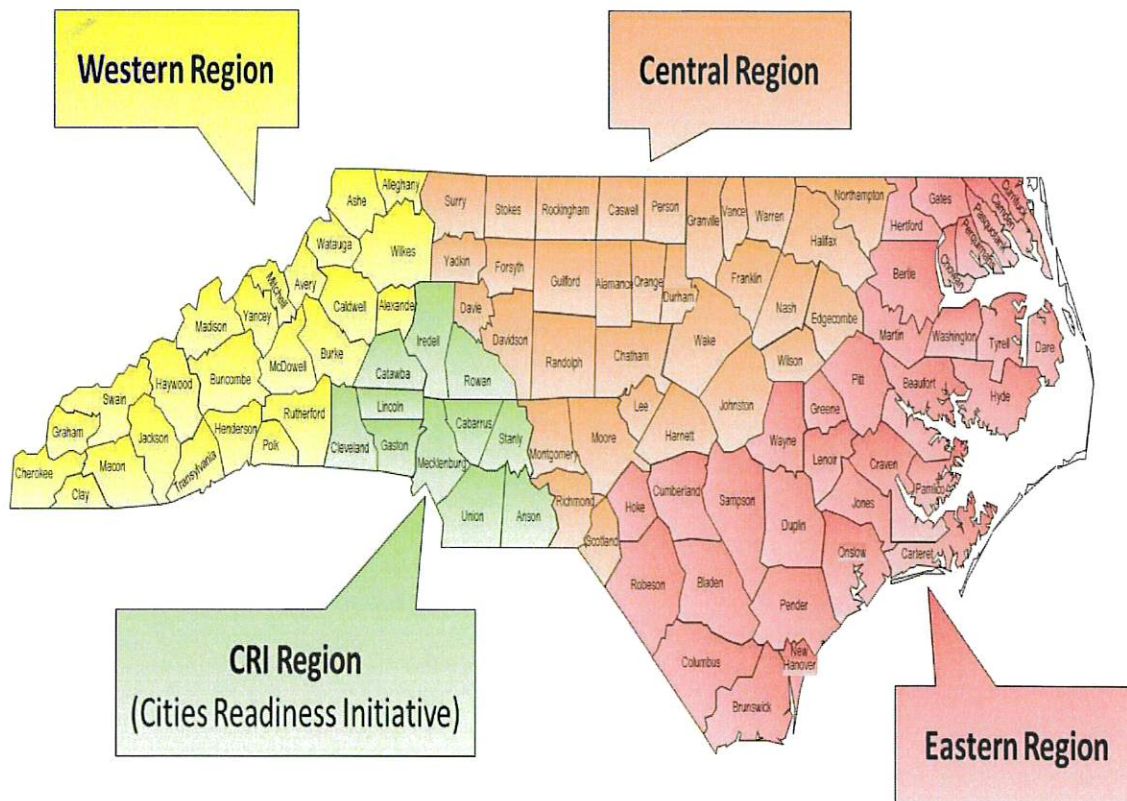 Western Region
Central Region
Ashe
Alleghany
Surry
Stokes
Rockingham
Caswell
Person
Granville
Vance
Warren
Northampton
Gates
Currituck
Camden
Pasquotank
Perquimans
Chowan
Hertford
Halifax
Bertie
Watauga
Wilkes
Yadkin
Forsyth
Guilford
Alamance
Orange
Durham
Franklin
Nash
Edgecombe
Mitchell
Avery
Caldwell
Alexander
Iredell
Davie
Davidson
Randolph
Chatham
Wake
Wilson
Martin
Washington
Tyrell
Dare
Madison
Yancey
McDowell
Burke
Catawba
Rowan
Lee
Johnston
Pitt
Beaufort
Hyde
Swain
Haywood
Buncombe
Rutherford
Lincoln
Cabarrus
Stanly
Montgomery
Moore
Harnett
Wayne
Greene
Graham
Jackson
Henderson
Polk
Cleveland
Gaston
Mecklenburg
Lenoir
Craven
Pamlico
Cherokee
Macon
Clay
Transylvania
Union
Anson
Richmond
Scotland
Hoke
Cumberland
Sampson
Duplin
Jones
Onslow
Carteret
Robeson
Bladen
Pender
Columbus
New
Hanover
Brunswick
CRI Region
(Cities Readiness Initiative)
Eastern Region